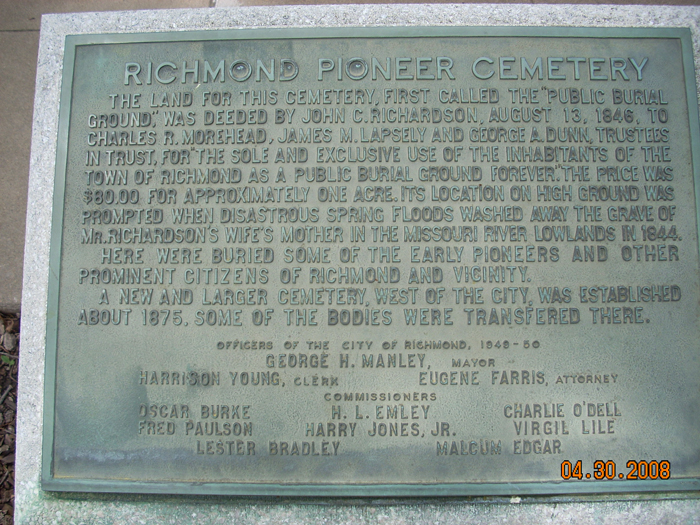 RICHMOND PIONEER CEMETERY
THE LAND FOR THIS CEMETERY, FIRST CALLED THE "PUBLIC BURIAL
GROUND," WAS DEEDED BY JOHN C. RICHARDSON, AUGUST 13, 1846, TO
CHARLES R. MOREHEAD, JAMES M. LAPSELY AND GEORGE A. DUNN, TRUSTEES
IN TRUST, FOR THE SOLE AND EXCLUSIVE USE OF THE INHABITANTS OF THE
TOWN OF RICHMOND AS A PUBLIC BURIAL GROUND FOREVER. THE PRICE WAS
$80.00 FOR APPROXIMATELY ONE ACRE. ITS LOCATION ON HIGH GROUND WAS
PROMPTED WHEN DISASTROUS SPRING FLOODS WASHED AWAY THE GRAVE OF
MR. RICHARDSON'S WIFE'S MOTHER IN THE MISSOURI RIVER LOWLANDS IN 1844.
HERE WERE BURIED SOME OF THE EARLY PIONEERS AND OTHER
PROMINENT CITIZENS OF RICHMOND AND VICINITY.
A NEW AND LARGER CEMETERY, WEST OF THE CITY, WAS ESTABLISHED
ABOUT 1875. SOME OF THE BODIES WERE TRANSFERED THERE.
OFFICERS OF THE CITY OF RICHMOND, 1949-50
GEORGE H. MANLEY, MAYOR
HARRISON YOUNG, CLERK EUGENE FARRIS, ATTORNEY
COMMISSIONERS
OSCAR BURKE H. L. EMLEY CHARLIE O'DELL
FRED PAULSON HARRY JONES, JR. VIRGIL LILE
LESTER BRADLEY MALCUM EDGAR
04.30.2008